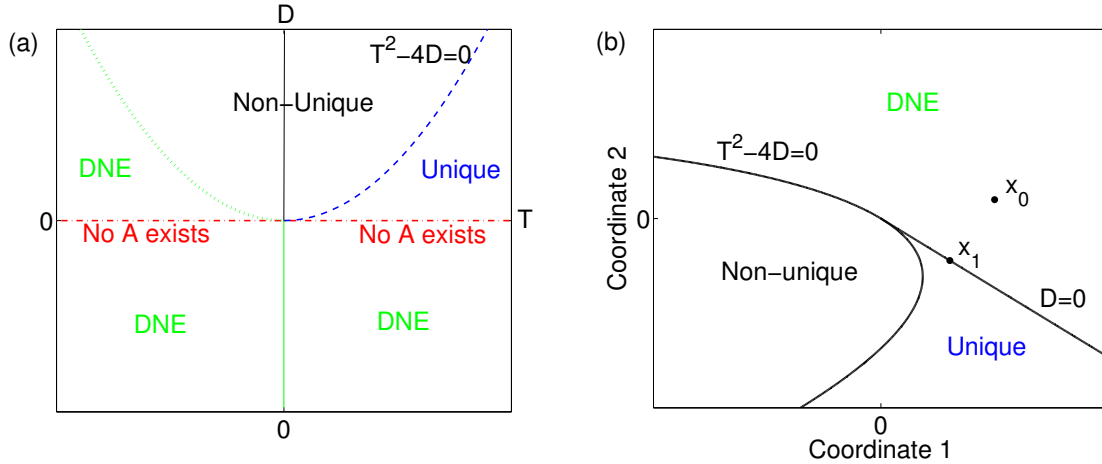 (a)
D
T²−4D=0
Non−Unique
DNE
Unique
0
T
No A exists
No A exists
DNE
DNE
0
(b)
DNE
T²−4D=0
x₀
Coordinate 2
0
x₁
Non−unique
D=0
Unique
0
Coordinate 1